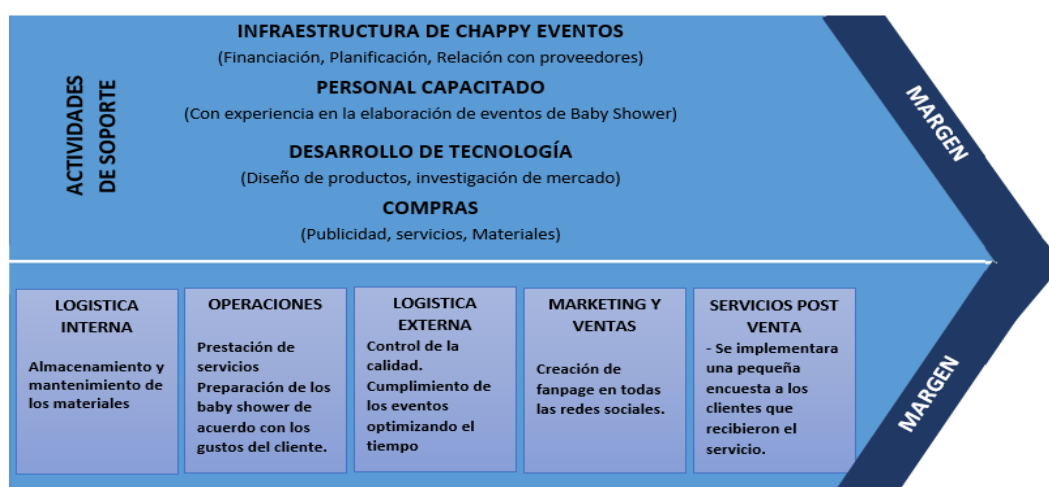 INFRAESTRUCTURA DE CHAPPY EVENTOS
(Financiación, Planificación, Relación con proveedores)
PERSONAL CAPACITADO
(Con experiencia en la elaboración de eventos de Baby Shower)
DESARROLLO DE TECNOLOGÍA
(Diseño de productos, investigación de mercado)
COMPRAS
(Publicidad, servicios, Materiales)
ACTIVIDADES
DE SOPORTE
MARGEN
LOGISTICA
INTERNA
Almacenamiento y
mantenimiento de
los materiales
OPERACIONES
Prestación de
servicios
Preparación de los
baby shower de
acuerdo con los
gustos del cliente.
LOGISTICA
EXTERNA
Control de la
calidad.
Cumplimiento de
los eventos
optimizando el
tiempo
MARKETING Y
VENTAS
Creación de
fanpage en todas
las redes sociales.
SERVICIOS POST
VENTA
- Se implementara
una pequeña
encuesta a los
clientes que
recibieron el
servicio.
MARGEN